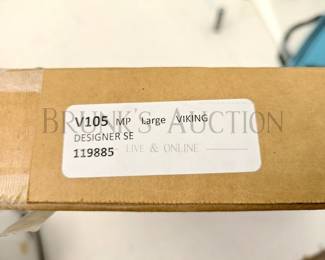 V105 MP Large VIKING
DESIGNER SE
119885
BRUNK'S AUCTION
LIVE & ONLINE